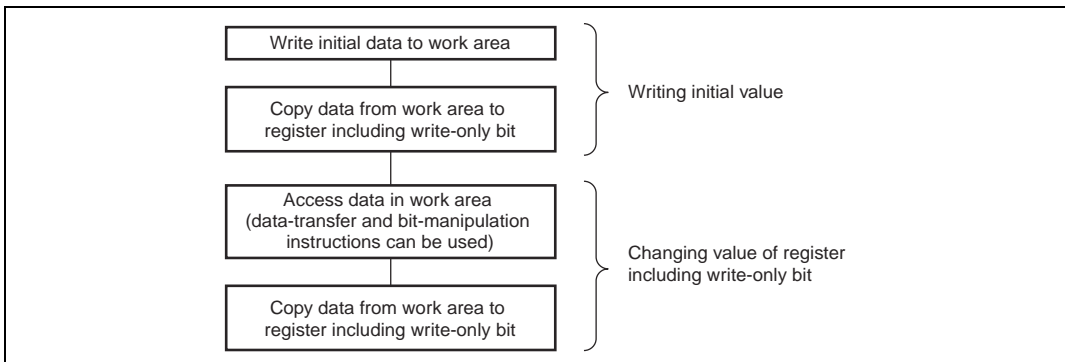 Write initial data to work area
Copy data from work area to
register including write-only bit
Writing initial value
Access data in work area
(data-transfer and bit-manipulation
instructions can be used)
Copy data from work area to
register including write-only bit
Changing value of register
including write-only bit